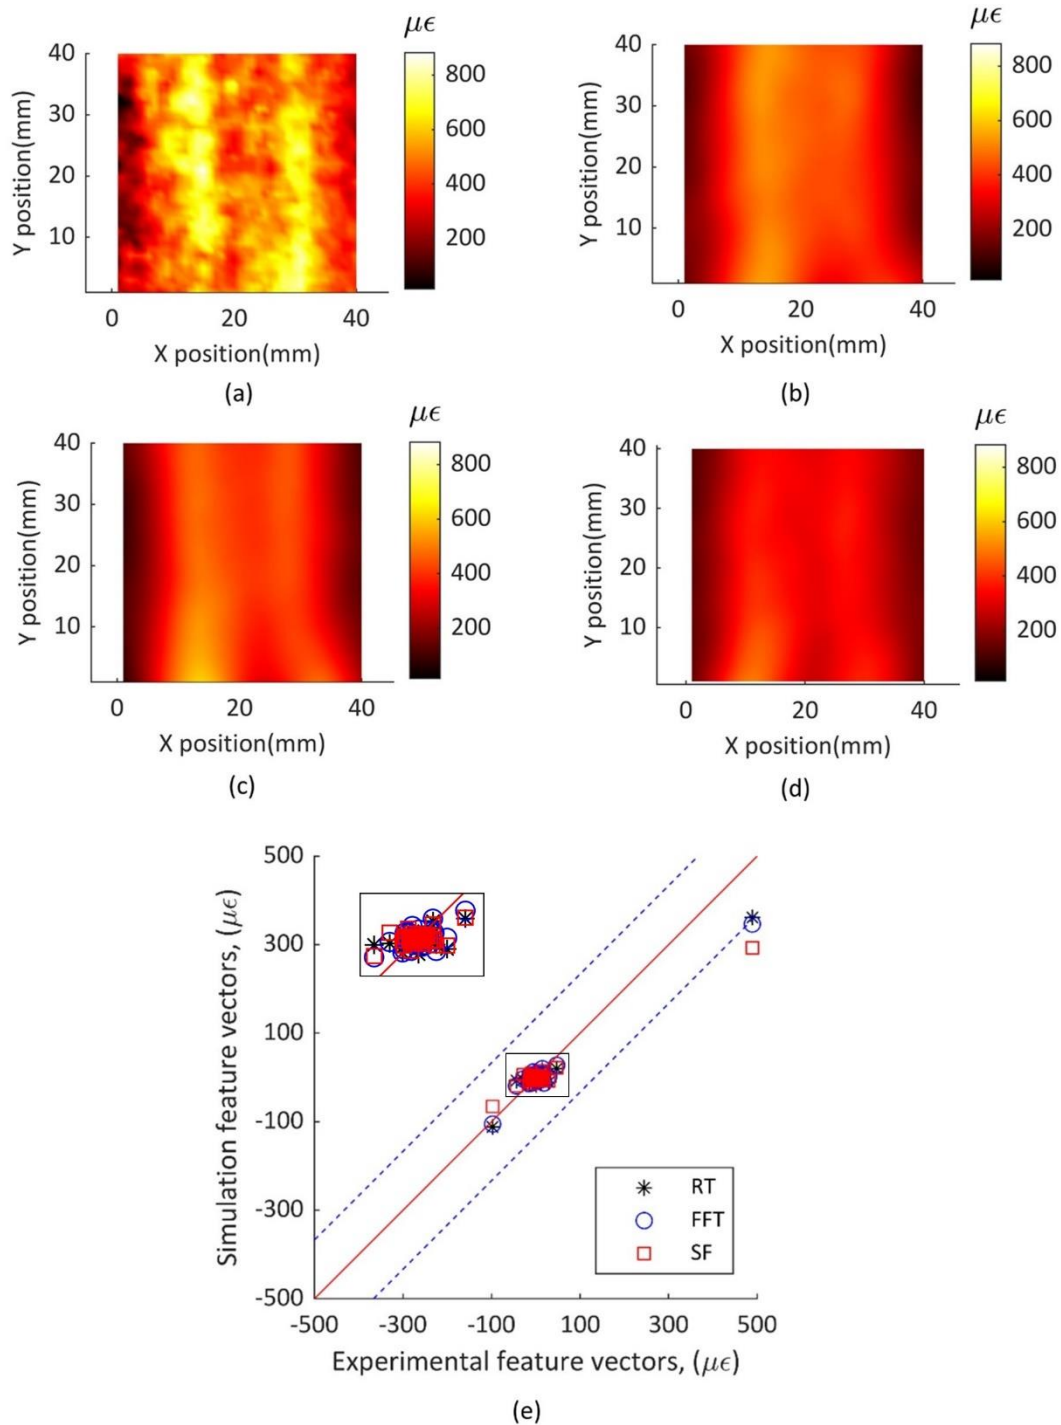 με
40
30
20
10
Y position(mm)
0 20 40
X position(mm)
800
600
400
200
(a)
με
40
30
20
10
Y position(mm)
0 20 40
X position(mm)
800
600
400
200
(b)
με
40
30
20
10
Y position(mm)
0 20 40
X position(mm)
800
600
400
200
(c)
με
40
30
20
10
Y position(mm)
0 20 40
X position(mm)
800
600
400
200
(d)
500
300
100
-100
-300
-500
Simulation feature vectors, (με)
RT
FFT
SF
-500 -300 -100 100 300 500
Experimental feature vectors, (με)
(e)